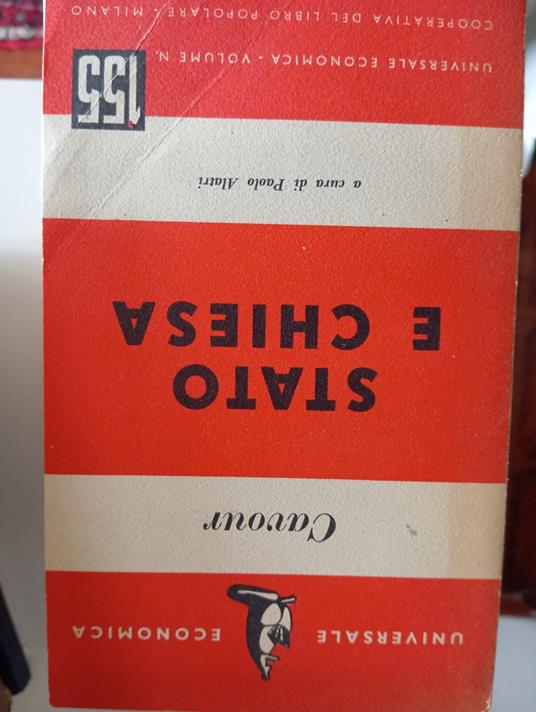 UNIVERSALE ECONOMICA
Cavour
STATO
E CHIESA
a cura di Paolo Alatri
UNIVERSALE ECONOMICA - VOLUME N. 155
COOPERATIVA DEL LIBRO POPOLARE - MILANO